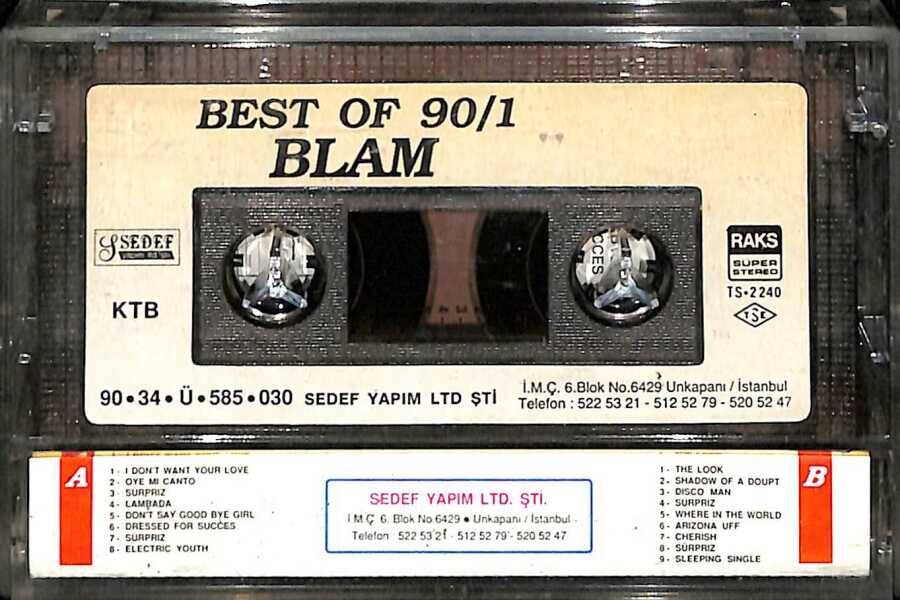 BEST OF 90/1
BLAM
SEDEF
KTB
RAKS
SUPER
STEREO
TS•2240
TSE
90•34•Ü•585•030 SEDEF YAPIM LTD ŞTİ
İ.M.Ç. 6.Blok No.6429 Unkapanı / İstanbul
Telefon : 522 53 21 - 512 52 79 - 520 52 47
A
1 - I DON'T WANT YOUR LOVE
2 - OYE MI CANTO
3 - SURPRIZ
4 - LAMBADA
5 - DON'T SAY GOOD BYE GIRL
6 - DRESSED FOR SUCCES
7 - SÜRPRIZ
8 - ELECTRIC YOUTH
SEDEF YAPIM LTD. ŞTİ.
İ.M.Ç 6. Blok No.6429 • Unkapanı / İstanbul
Telefon : 522 53 21 - 512 52 79 - 520 52 47
1 - THE LOOK
2 - SHADOW OF A DOUPT
3 - DISCO MAN
4 - SURPRIZ
5 - WHERE IN THE WORLD
6 - ARIZONA UFF
7 - CHERISH
8 - SÜRPRIZ
9 - SLEEPING SINGLE
B